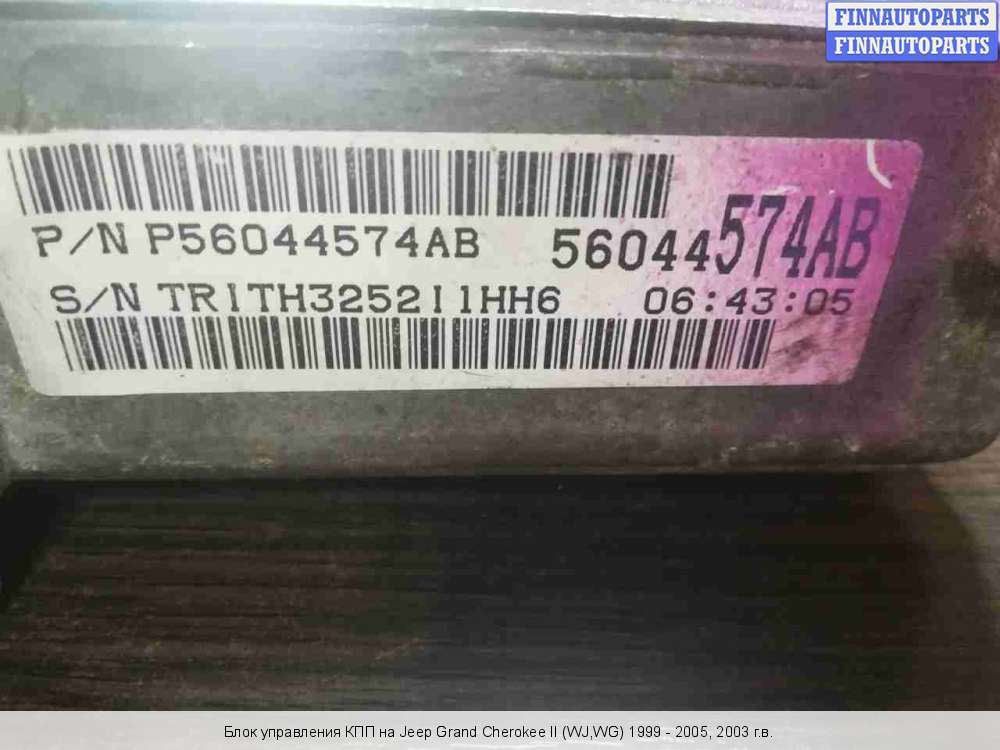 FINNAUTOPARTS
FINNAUTOPARTS
P/N P56044574AB 56044574AB
S/N TR1TH325211HH6 06:43:05
Блок управления КПП на Jeep Grand Cherokee II (WJ,WG) 1999 - 2005, 2003 г.в.